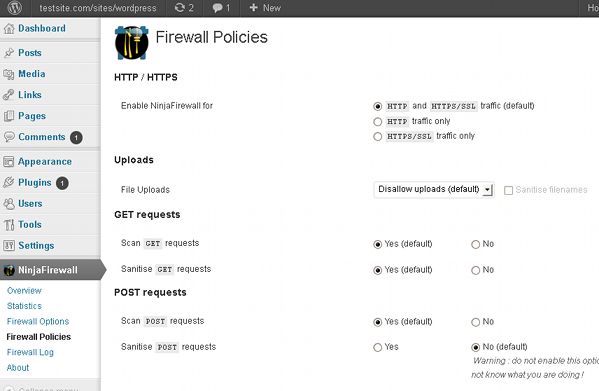 testsite.com/sites/wordpress
2
1
+ New
Ho
Dashboard
Posts
Media
Links
Pages
Comments 1
Appearance
Plugins 1
Users
Tools
Settings
NinjaFirewall
Overview
Statistics
Firewall Options
Firewall Policies
Firewall Log
About
Collapse menu
Firewall Policies
HTTP / HTTPS
Enable NinjaFirewall for
HTTP and HTTPS/SSL traffic (default)
HTTP traffic only
HTTPS/SSL traffic only
Uploads
File Uploads Disallow uploads (default) Sanitise filenames
GET requests
Scan GET requests Yes (default) No
Sanitise GET requests Yes (default) No
POST requests
Scan POST requests Yes (default) No
Sanitise POST requests Yes No (default)
Warning : do not enable this optio
not know what you are doing !